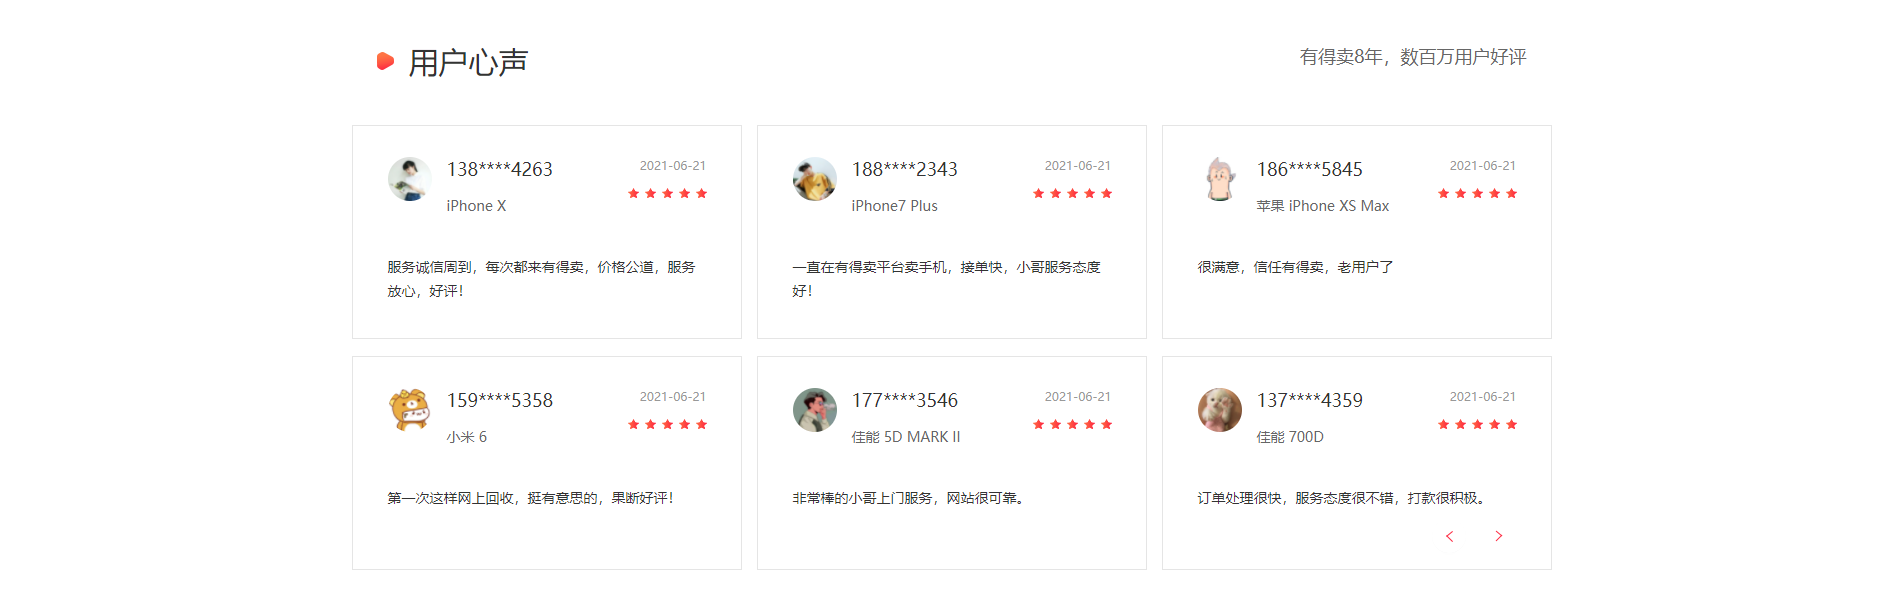 用户心声
有得卖8年，数百万用户好评
138****4263
2021-06-21
iPhone X
服务诚信周到，每次都来有得卖，价格公道，服务
放心，好评！
188****2343
2021-06-21
iPhone7 Plus
一直在有得卖平台卖手机，接单快，小哥服务态度
好！
186****5845
2021-06-21
苹果 iPhone XS Max
很满意，信任有得卖，老用户了
159****5358
2021-06-21
小米 6
第一次这样网上回收，挺有意思的，果断好评！
177****3546
2021-06-21
佳能 5D MARK II
非常棒的小哥上门服务，网站很可靠。
137****4359
2021-06-21
佳能 700D
订单处理很快，服务态度很不错，打款很积极。